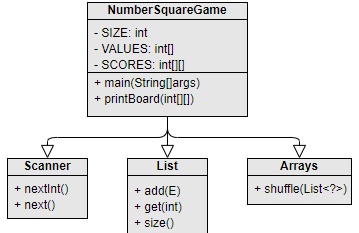 NumberSquareGame
- SIZE: int
- VALUES: int[]
- SCORES: int[][]
+ main(String[]args)
+ printBoard(int[][])
Scanner
+ nextInt()
+ next()
List
+ add(E)
+ get(int)
+ size()
Arrays
+ shuffle(List<?>)